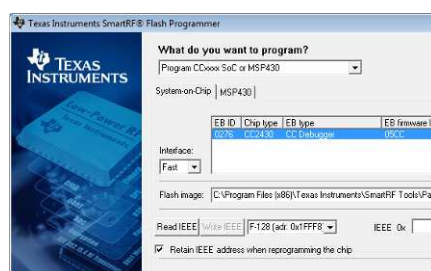 Texas Instruments SmartRF® Flash Programmer
TEXAS
INSTRUMENTS
Low-Power RF
What do you want to program?
Program CCxxxx SoC or MSP430
System-on-Chip MSP430
EB ID Chip type EB type EB firmware
0276 CC2430 CC Debugger 05CC
Interface:
Fast
Flash image: C:\Program Files (x86)\Texas Instruments\SmartRF Tools\
Read IEEE Write IEEE F-128 (adr: 0x1FFF8 IEEE 0x
Retain IEEE address when reprogramming the chip